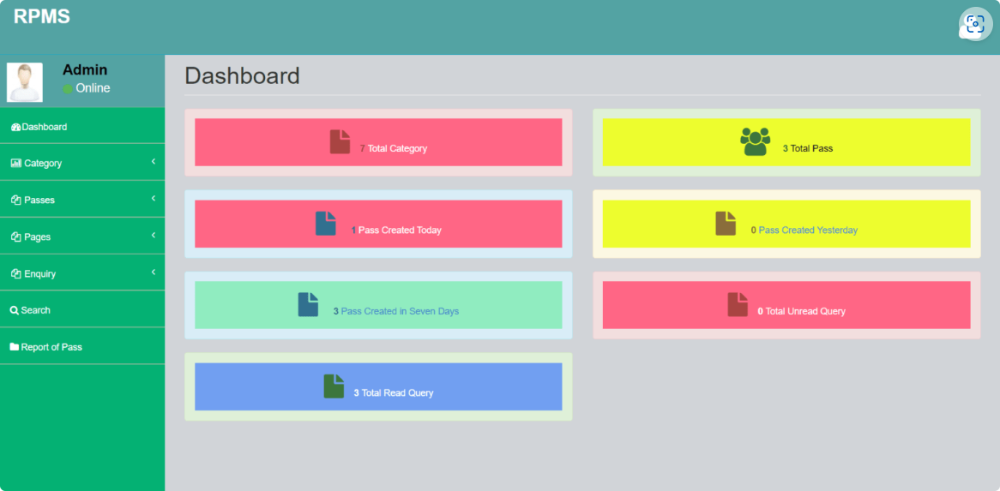 RPMS
Admin
Online
Dashboard
Category
Passes
Pages
Enquiry
Search
Report of Pass
Dashboard
7 Total Category
3 Total Pass
1 Pass Created Today
0 Pass Created Yesterday
3 Pass Created in Seven Days
0 Total Unread Query
3 Total Read Query